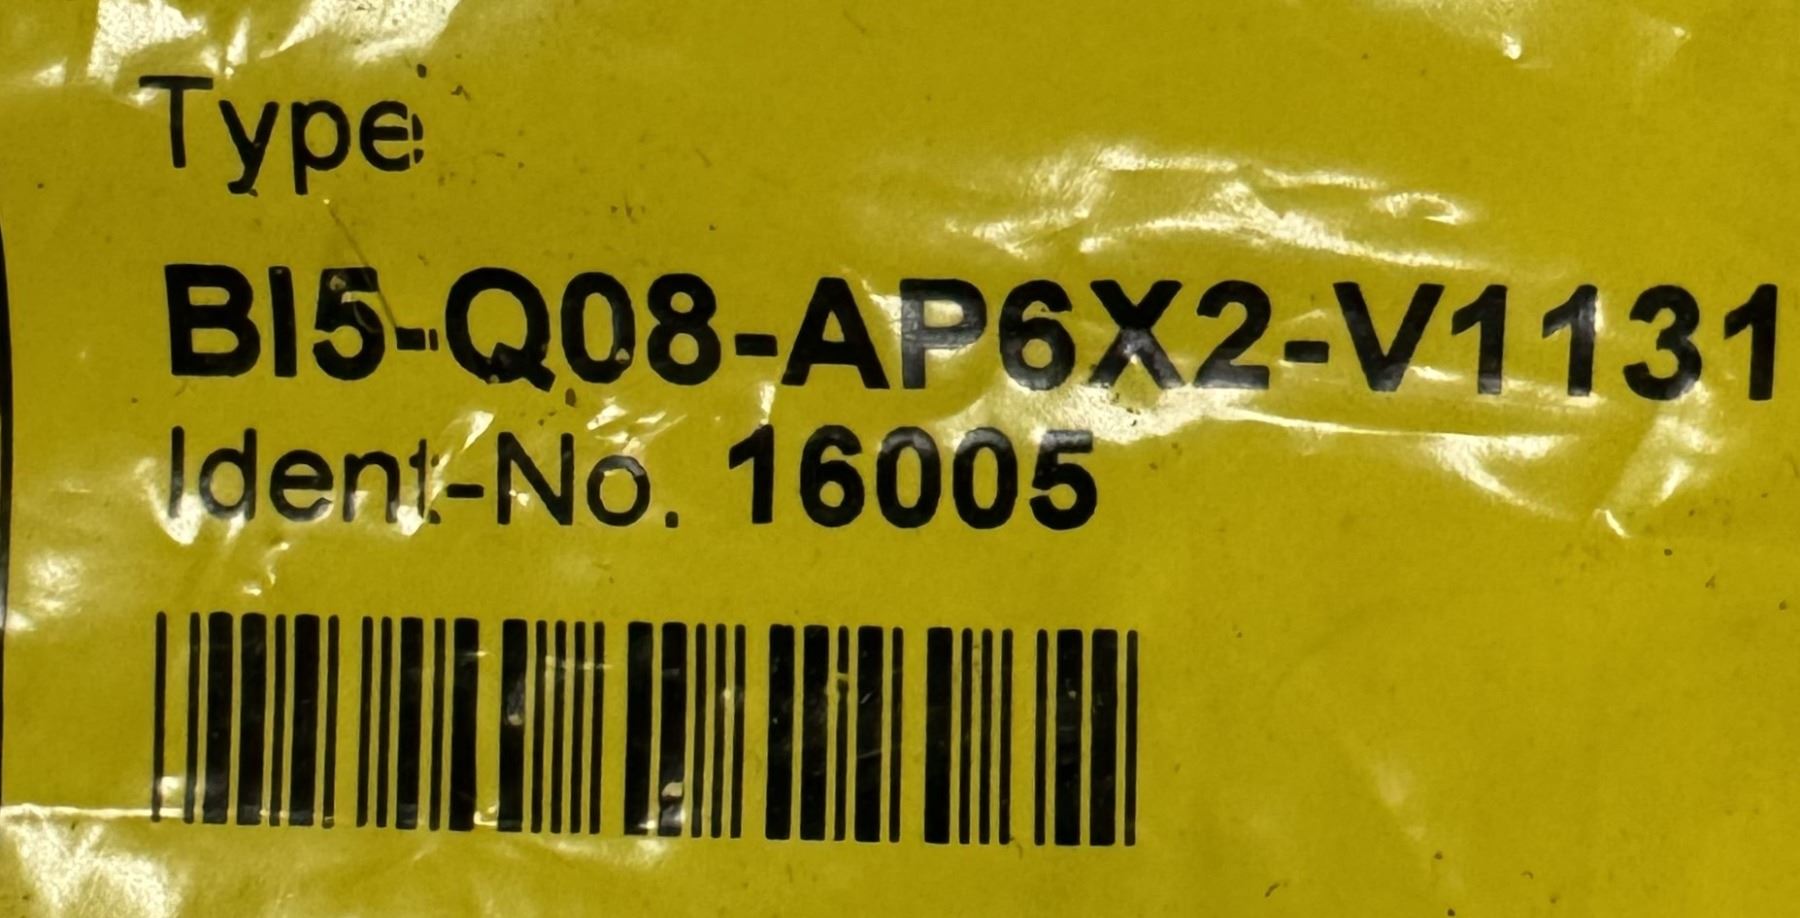 Type:
BI5-Q08-AP6X2-V1131
Ident-No. 16005